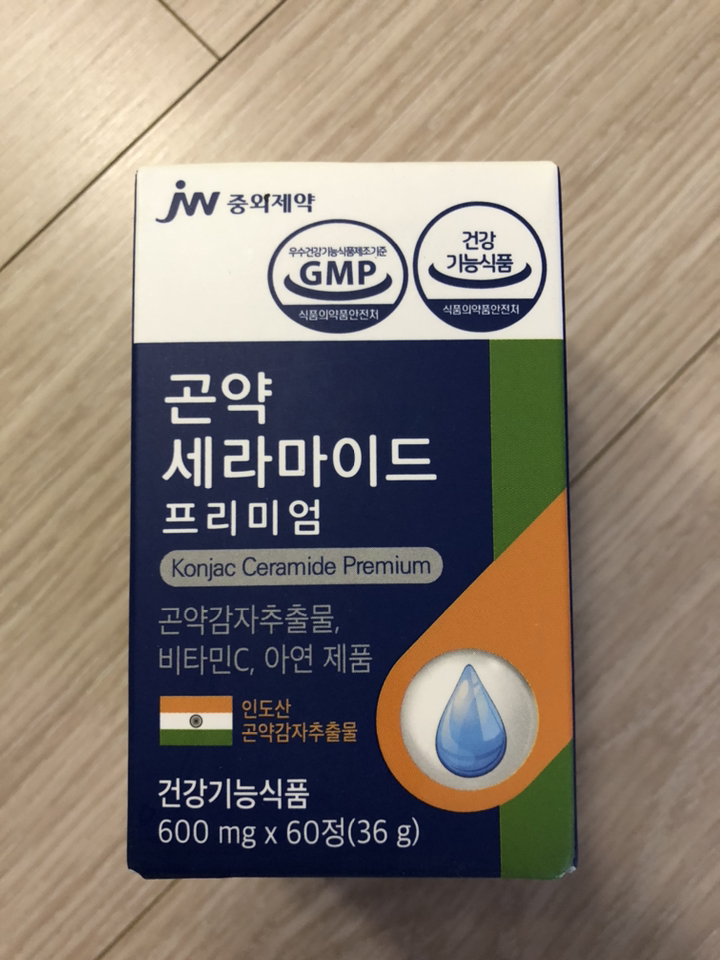 jw 중외제약
우수건강기능식품제조기준
GMP
식품의약품안전처
건강
기능식품
식품의약품안전처
곤약
세라마이드
프리미엄
Konjac Ceramide Premium
곤약감자추출물,
비타민C, 아연 제품
인도산
곤약감자추출물
건강기능식품
600 mg x 60정(36 g)